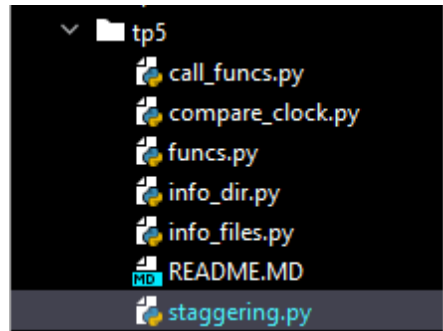 tp5
call_funcs.py
compare_clock.py
funcs.py
info_dir.py
info_files.py
MD README.MD
staggering.py